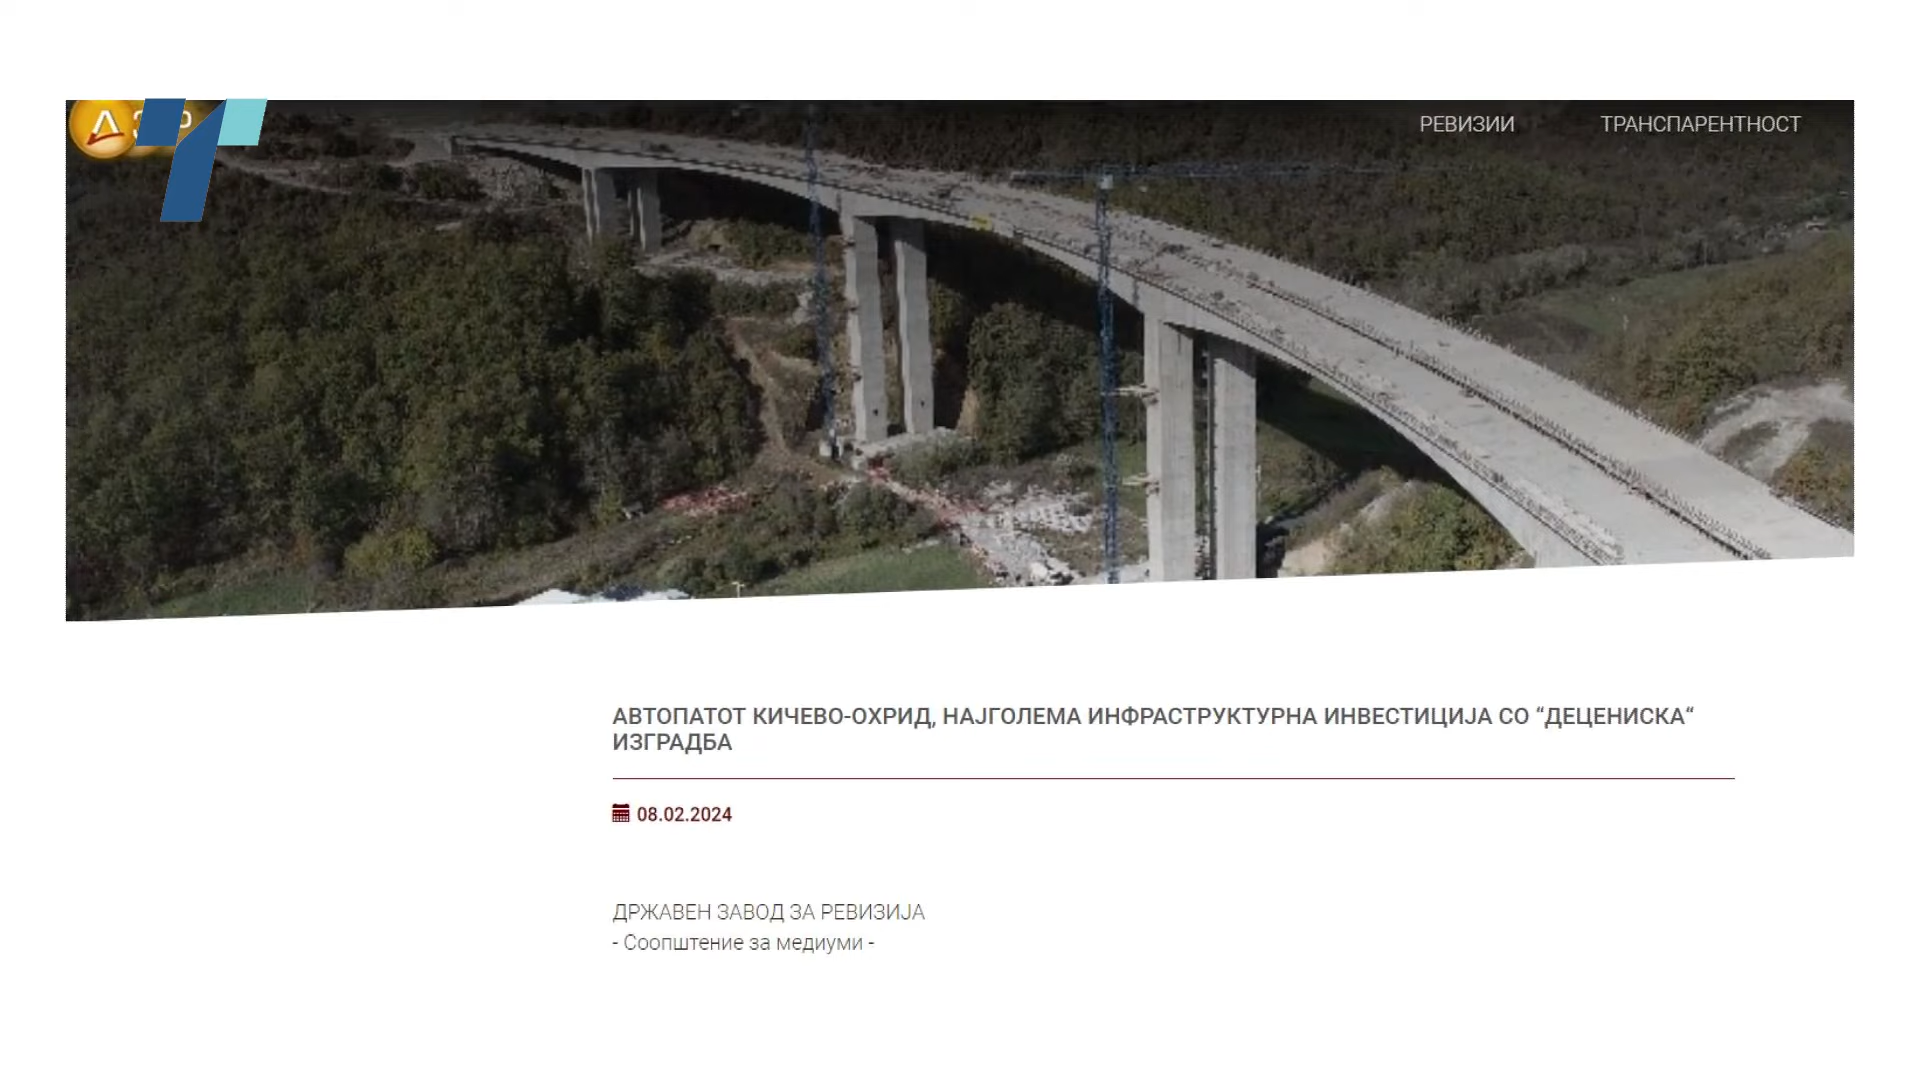 РЕВИЗИИ
ТРАНСПАРЕНТНОСТ
АВТОПАТОТ КИЧЕВО-ОХРИД, НАЈГОЛЕМА ИНФРАСТРУКТУРНА ИНВЕСТИЦИЈА СО “ДЕЦЕНИСКА“
ИЗГРАДБА
08.02.2024
ДРЖАВЕН ЗАВОД ЗА РЕВИЗИЈА
- Соопштение за медиуми -